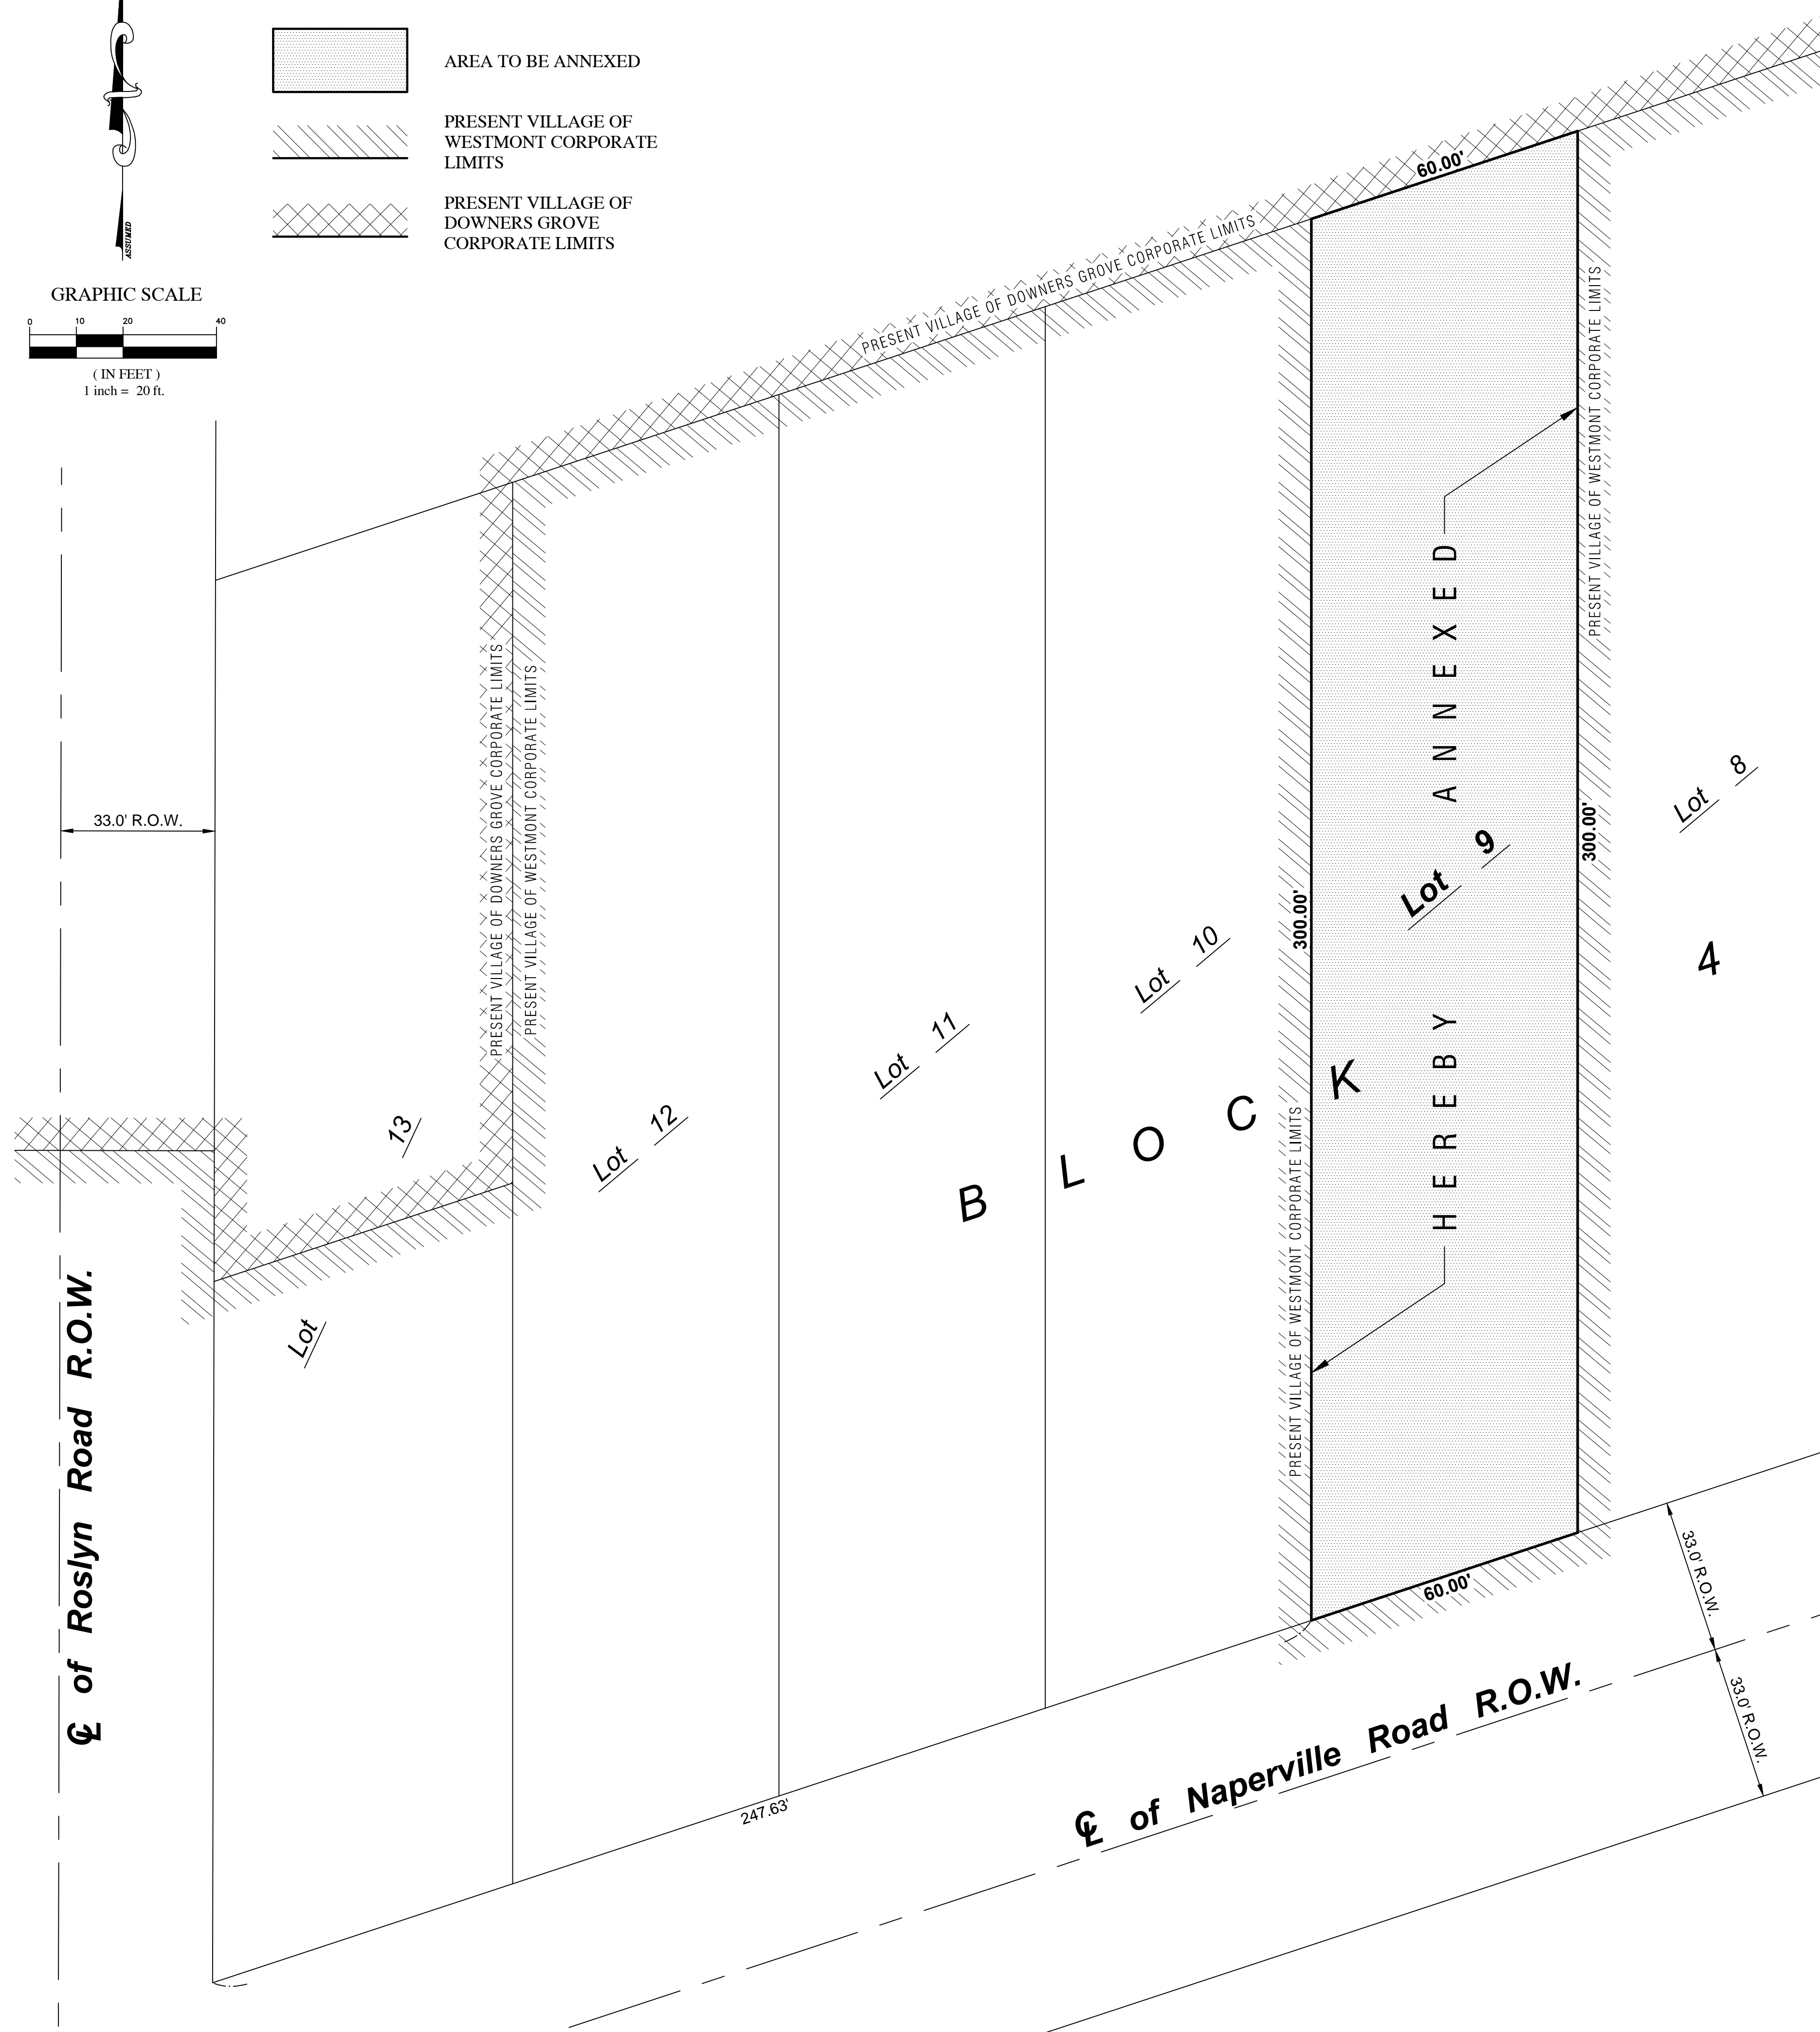 ASSUMED
AREA TO BE ANNEXED
PRESENT VILLAGE OF
WESTMONT CORPORATE
LIMITS
PRESENT VILLAGE OF
DOWNERS GROVE
CORPORATE LIMITS
GRAPHIC SCALE
0 10 20 40
( IN FEET )
1 inch = 20 ft.
60.00'
PRESENT VILLAGE OF DOWNERS GROVE CORPORATE LIMITS
PRESENT VILLAGE OF WESTMONT CORPORATE LIMITS
HEREBY ANNEXED
33.0' R.O.W.
PRESENT VILLAGE OF DOWNERS GROVE CORPORATE LIMITS
PRESENT VILLAGE OF WESTMONT CORPORATE LIMITS
Lot 8
300.00'
Lot 9
300.00'
Lot 10
4
Lot 11
Lot 12
Lot 13
BLOCK
PRESENT VILLAGE OF WESTMONT CORPORATE LIMITS
℄ of Roslyn Road R.O.W.
60.00'
33.0' R.O.W.
33.0' R.O.W.
247.63'
℄ of Naperville Road R.O.W.